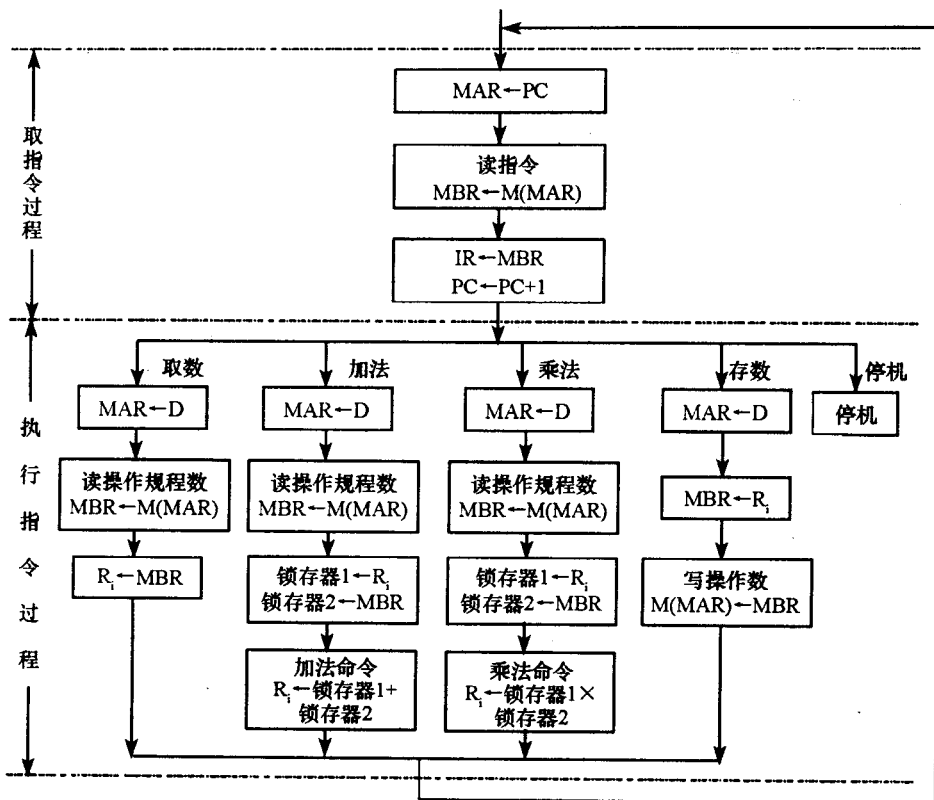 MAR←PC
读指令
MBR←M(MAR)
IR←MBR
PC←PC+1
取指令过程
取数
MAR←D
读操作规程数
MBR←M(MAR)
Rᵢ←MBR
加法
MAR←D
读操作规程数
MBR←M(MAR)
锁存器1←Rᵢ
锁存器2←MBR
加法命令
Rᵢ←锁存器1+
锁存器2
乘法
MAR←D
读操作规程数
MBR←M(MAR)
锁存器1←Rᵢ
锁存器2←MBR
乘法命令
Rᵢ←锁存器1×
锁存器2
存数
MAR←D
MBR←Rᵢ
写操作数
M(MAR)←MBR
停机
停机
执行指令过程